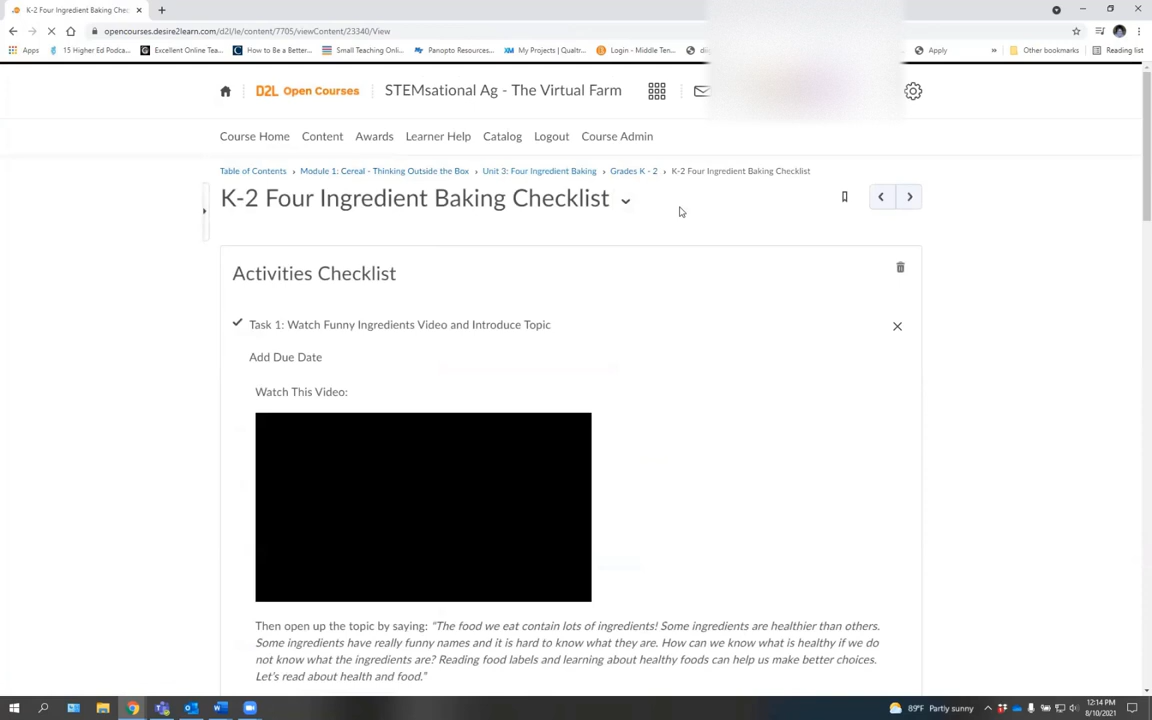 K-2 Four Ingredient Baking Chec
opencourses.desire2learn.com/d2l/le/content/7705/viewContent/23340/View
Apps
15 Higher Ed Podca...
Excellent Online Tea...
How to Be a Better...
Small Teaching Onli...
Panopto Resources...
My Projects | Qualtr...
Login - Middle Ten...
Apply
»
Other bookmarks
Reading list
D2L Open Courses
STEMsational Ag - The Virtual Farm
Course Home
Content
Awards
Learner Help
Catalog
Logout
Course Admin
Table of Contents › Module 1: Cereal - Thinking Outside the Box › Unit 3: Four Ingredient Baking › Grades K - 2 › K-2 Four Ingredient Baking Checklist
K-2 Four Ingredient Baking Checklist
Activities Checklist
Task 1: Watch Funny Ingredients Video and Introduce Topic
Add Due Date
Watch This Video:
Then open up the topic by saying: "The food we eat contain lots of ingredients! Some ingredients are healthier than others.
Some ingredients have really funny names and it is hard to know what they are. How can we know what is healthy if we do
not know what the ingredients are? Reading food labels and learning about healthy foods can help us make better choices.
Let's read about health and food."
89°F Partly sunny
12:14 PM
8/10/2021